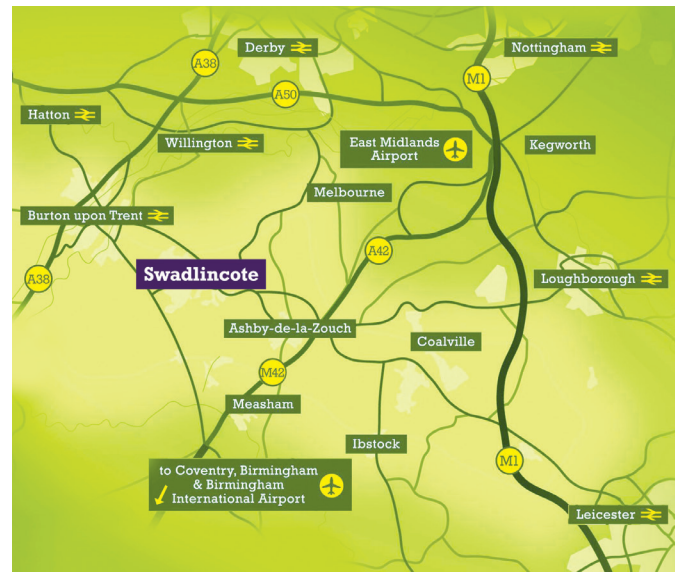 Derby
Nottingham
A38
M1
A50
Hatton
Willington
East Midlands
Airport
Kegworth
Melbourne
Burton upon Trent
A42
A38
Swadlincote
Loughborough
Ashby-de-la-Zouch
Coalville
M42
Measham
Ibstock
M1
to Coventry, Birmingham
& Birmingham
International Airport
Leicester